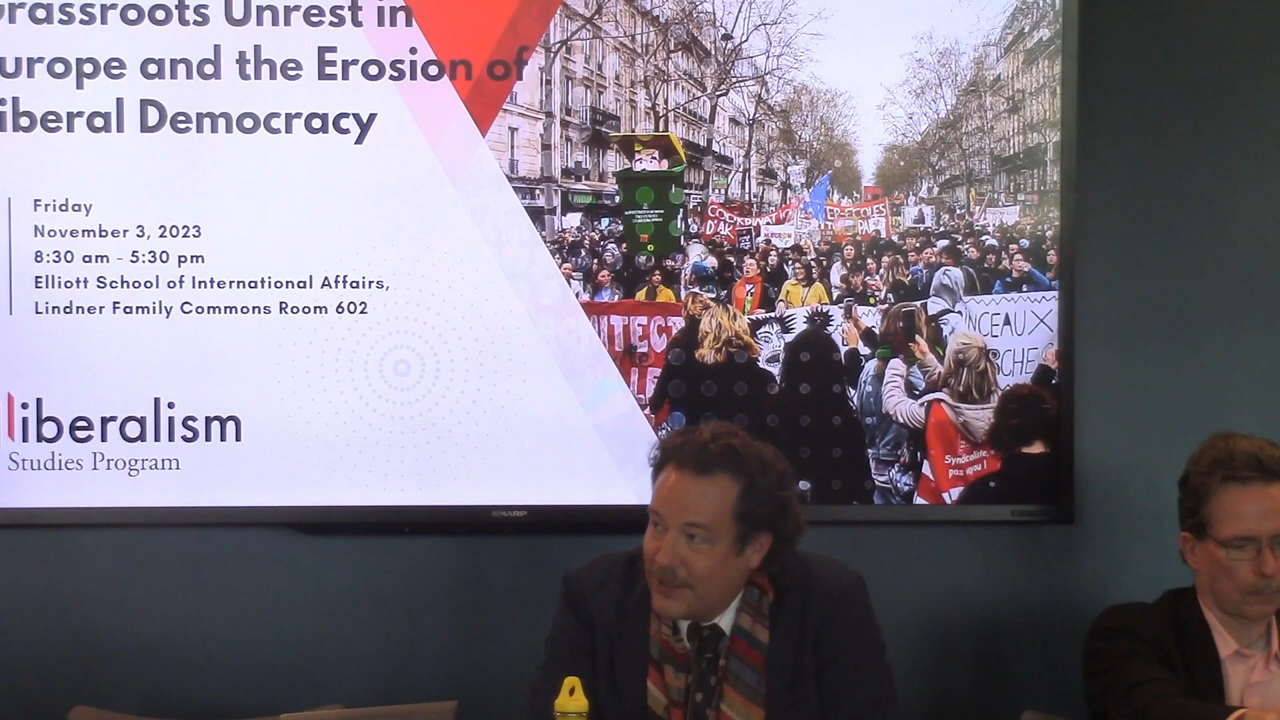 rassroots Unrest in
urope and the Erosion of
iberal Democracy
Friday
November 3, 2023
8:30 am - 5:30 pm
Elliott School of International Affairs,
Lindner Family Commons Room 602
liberalism
Studies Program
SHARP
Syndicaliste,